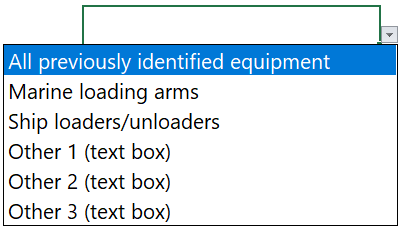 All previously identified equipment
Marine loading arms
Ship loaders/unloaders
Other 1 (text box)
Other 2 (text box)
Other 3 (text box)